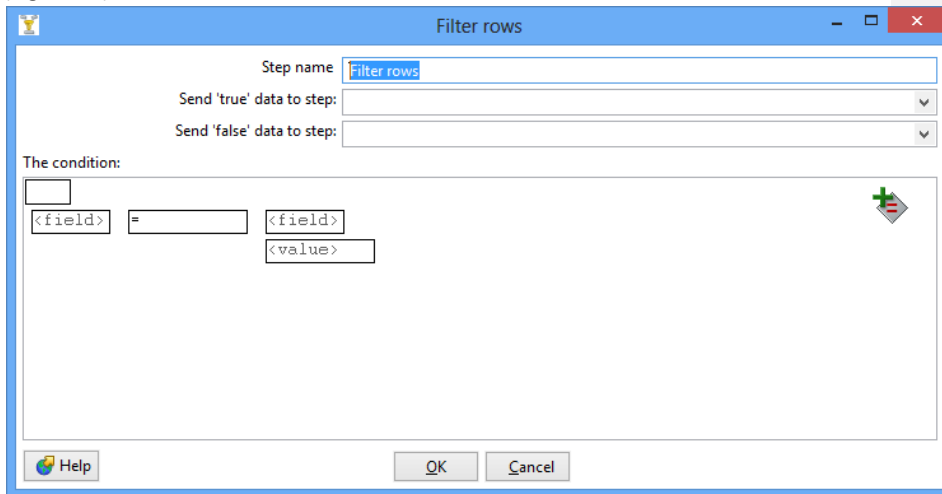 Filter rows
Step name Filter rows
Send 'true' data to step:
Send 'false' data to step:
The condition:
<field> = <field>
<value>
Help OK Cancel